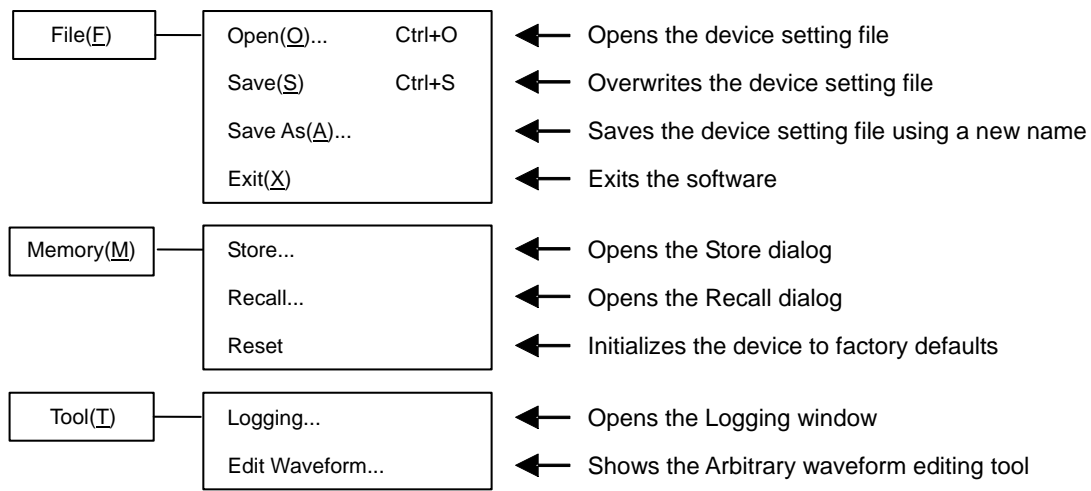 File(F) Open(O)... Ctrl+O Opens the device setting file
Save(S) Ctrl+S Overwrites the device setting file
Save As(A)... Saves the device setting file using a new name
Exit(X) Exits the software
Memory(M) Store... Opens the Store dialog
Recall... Opens the Recall dialog
Reset Initializes the device to factory defaults
Tool(T) Logging... Opens the Logging window
Edit Waveform... Shows the Arbitrary waveform editing tool